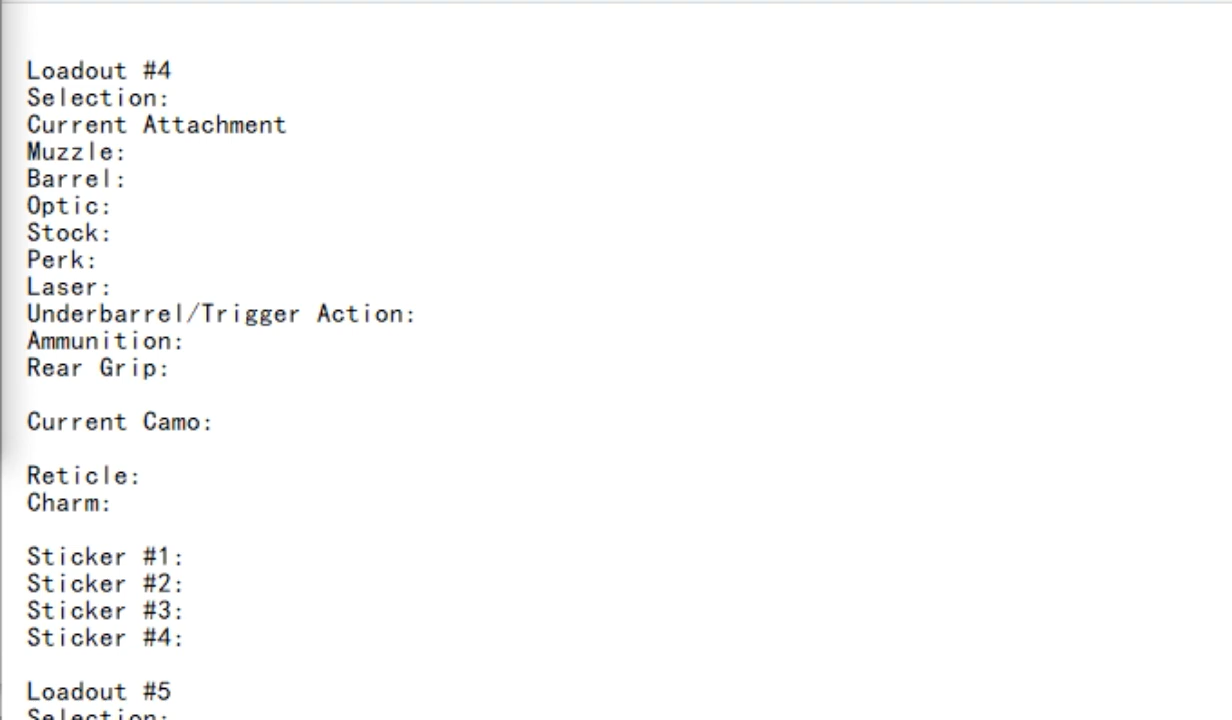 Loadout #4
Selection:
Current Attachment
Muzzle:
Barrel:
Optic:
Stock:
Perk:
Laser:
Underbarrel/Trigger Action:
Ammunition:
Rear Grip:
Current Camo:
Reticle:
Charm:
Sticker #1:
Sticker #2:
Sticker #3:
Sticker #4:
Loadout #5
Selection: